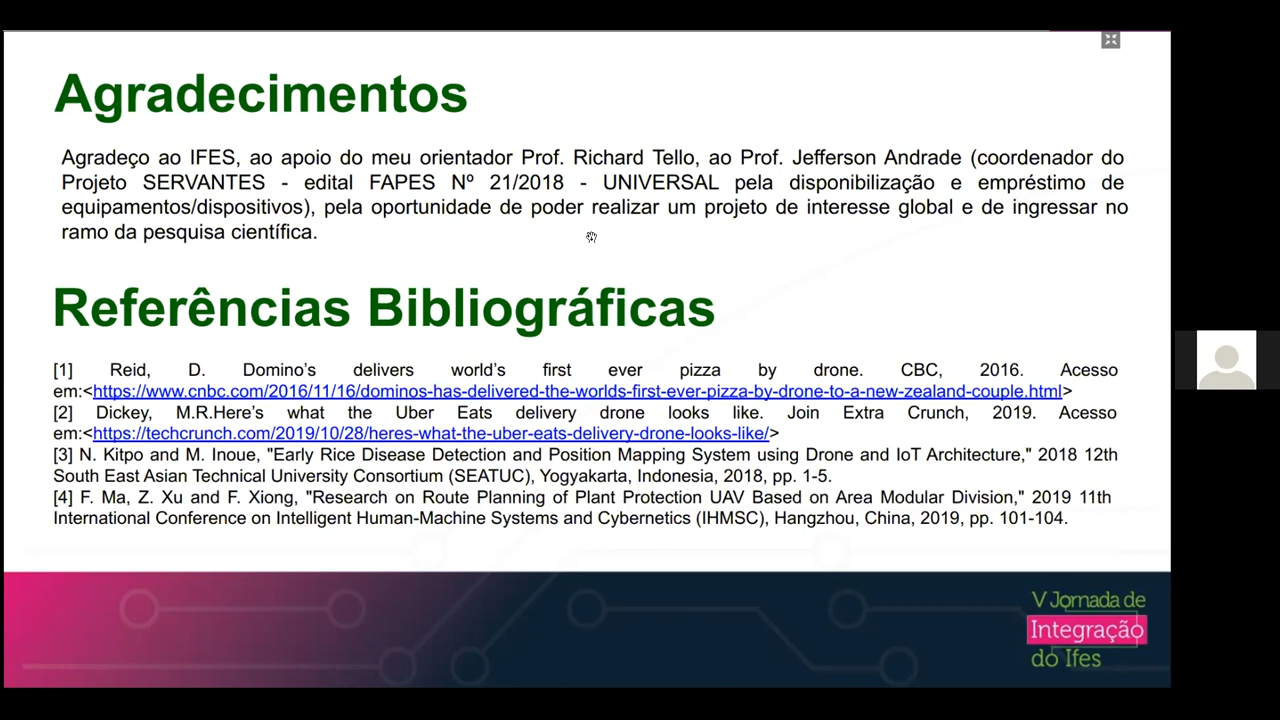 Agradecimentos
Agradeço ao IFES, ao apoio do meu orientador Prof. Richard Tello, ao Prof. Jefferson Andrade (coordenador do
Projeto SERVANTES - edital FAPES Nº 21/2018 - UNIVERSAL pela disponibilização e empréstimo de
equipamentos/dispositivos), pela oportunidade de poder realizar um projeto de interesse global e de ingressar no
ramo da pesquisa científica.
Referências Bibliográficas
[1] Reid, D. Domino’s delivers world’s first ever pizza by drone. CBC, 2016. Acesso
em:<https://www.cnbc.com/2016/11/16/dominos-has-delivered-the-worlds-first-ever-pizza-by-drone-to-a-new-zealand-couple.html>
[2] Dickey, M.R.Here’s what the Uber Eats delivery drone looks like. Join Extra Crunch, 2019. Acesso
em:<https://techcrunch.com/2019/10/28/heres-what-the-uber-eats-delivery-drone-looks-like/>
[3] N. Kitpo and M. Inoue, "Early Rice Disease Detection and Position Mapping System using Drone and IoT Architecture," 2018 12th
South East Asian Technical University Consortium (SEATUC), Yogyakarta, Indonesia, 2018, pp. 1-5.
[4] F. Ma, Z. Xu and F. Xiong, "Research on Route Planning of Plant Protection UAV Based on Area Modular Division," 2019 11th
International Conference on Intelligent Human-Machine Systems and Cybernetics (IHMSC), Hangzhou, China, 2019, pp. 101-104.
V Jornada de
Integração
do Ifes